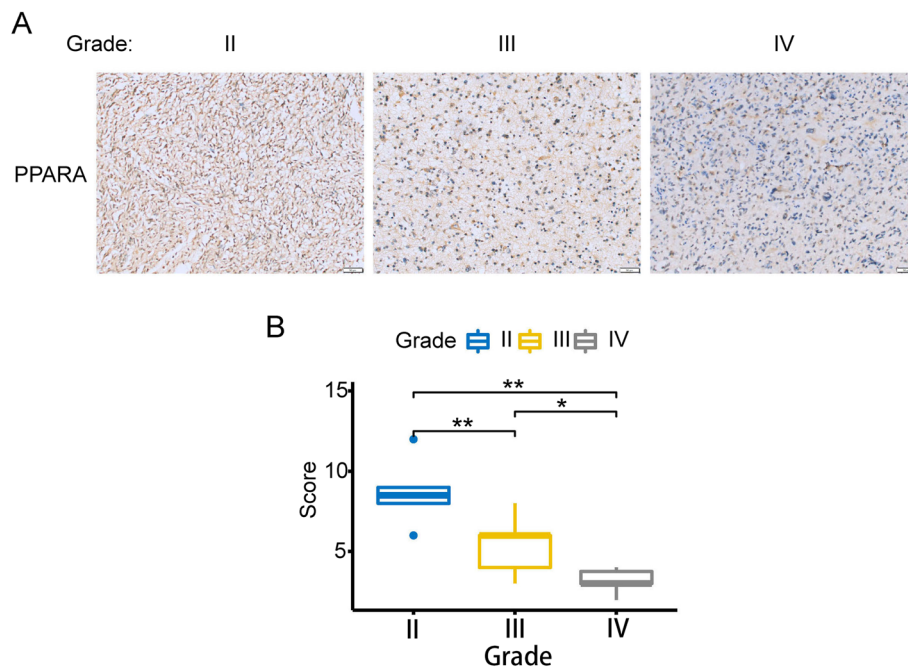 A
Grade: II III IV
PPARA
B
Grade II III IV
**
*
**
15
10
5
Score
II III IV
Grade